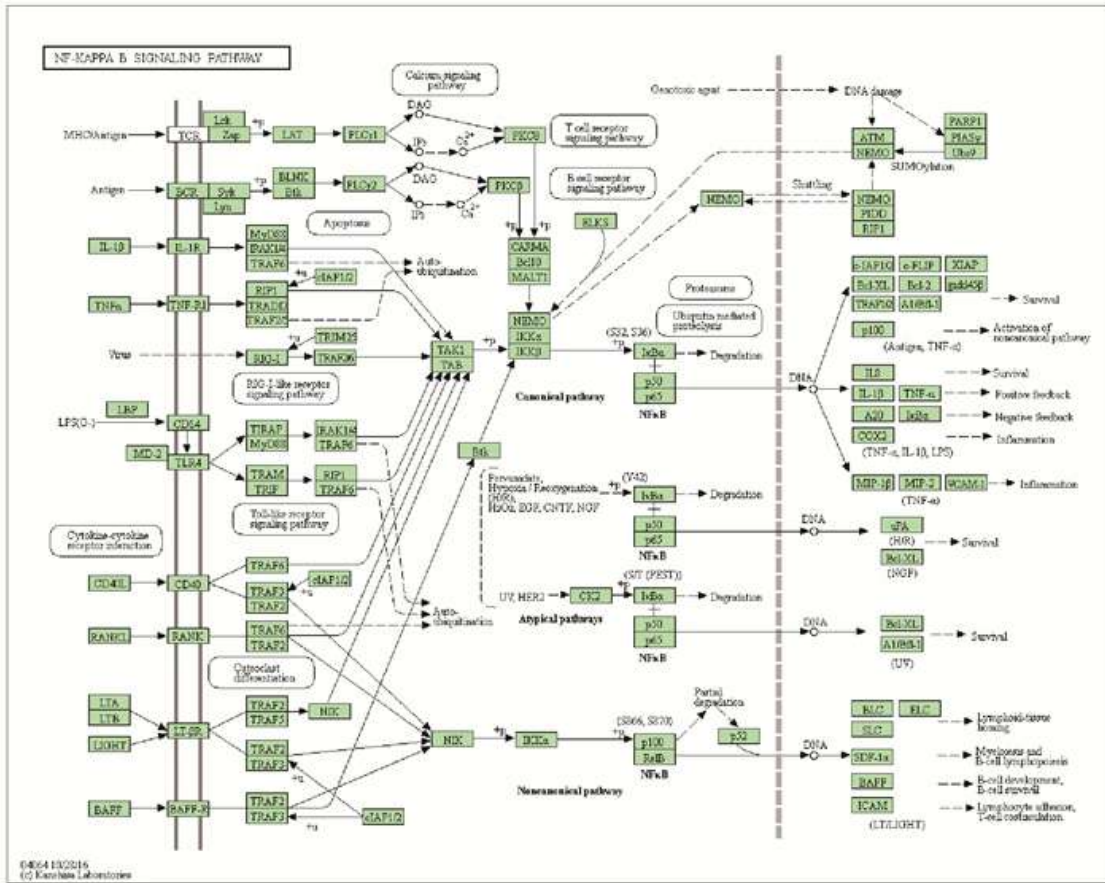 NF-KAPPA B SIGNALING PATHWAY
Calcium signaling
pathway
Genotoxic agent
DNA damage
MHC/Antigen
TCR
Lck
Zap
+p
LAT
PLCγ1
DAG
IP3
Ca2+
PKCθ
T cell receptor
signaling pathway
ATM
NEMO
PARP1
PIASy
Ubc9
SUMOylation
Antigen
BCR
Syk
Lyn
+p
BLNK
Btk
PLCγ2
DAG
IP3
Ca2+
PKCβ
B cell receptor
signaling pathway
Shuttling
NEMO
NEMO
PIDD
RIP1
Apoptosis
+p
+p
ELKS
IL-1β
IL-1R
MyD88
IRAK1/4
TRAF6
Auto-
ubiquitination
CARMA
Bcl10
MALT1
TNFα
TNF-R1
RIP1
TRADD
TRAF2/5
+u
cIAP1/2
Proteasome
Ubiquitin mediated
proteolysis
c-IAP1/2
c-FLIP
XIAP
Bcl-XL
Bcl-2
gadd45β
TRAF1/2
A1/Bfl-1
Survival
p100
(Antigen, TNF-α)
Activation of
noncanonical pathway
Virus
RIG-I
+u
TRIM25
TRAF2/6
TAK1
TAB
+p
NEMO
IKKα
IKKβ
+p
(S32, S36)
IκBα
Degradation
p50
p65
NFκB
Canonical pathway
DNA
RIG-I-like receptor
signaling pathway
IL8
Survival
IL-1β
TNF-α
Positive feedback
A20
IκBα
Negative feedback
COX2
Inflammation
(TNF-α, IL-1β, LPS)
MIP-1β
MIP-2
VCAM-1
Inflammation
(TNF-α)
LPS(G-)
LBP
CD14
MD-2
TLR4
TIRAP
MyD88
IRAK1/4
TRAF6
TRAM
TRIF
RIP1
TRAF6
Btk
Toll-like receptor
signaling pathway
Pervanadate,
Hypoxia / Reoxygenation
(H/R),
H2O2, EGF, CNTF, NGF
+p
(Y42)
IκBα
Degradation
p50
p65
NFκB
DNA
uPA
(H/R)
Bcl-XL
(NGF)
Survival
Cytokine-cytokine
receptor interaction
CD40L
CD40
TRAF6
TRAF3
TRAF2
+u
cIAP1/2
UV, HER2
CK2
+p
(S/T (PEST))
IκBα
Degradation
Atypical pathways
p50
p65
NFκB
DNA
Bcl-XL
A1/Bfl-1
(UV)
Survival
RANKL
RANK
TRAF6
TRAF2
Auto-
ubiquitination
Osteoclast
differentiation
LTA
LTB
LIGHT
LT-βR
TRAF2
TRAF5
NIK
TRAF2
TRAF3
+u
NIK
+p
IKKα
+p
(S866, S870)
p100
RelB
NFκB
Partial
degradation
p52
DNA
Noncanonical pathway
BAFF
BAFF-R
TRAF2
TRAF3
+u
cIAP1/2
BLC
ELC
SLC
Lymphoid-tissue
homing
SDF-1α
Myelopoiesis and
B-cell lymphopoiesis
BAFF
B-cell development,
B-cell survival
ICAM
Lymphocyte adhesion,
T-cell costimulation
(LT/LIGHT)
04064 10/28/16
(c) Kanehisa Laboratories